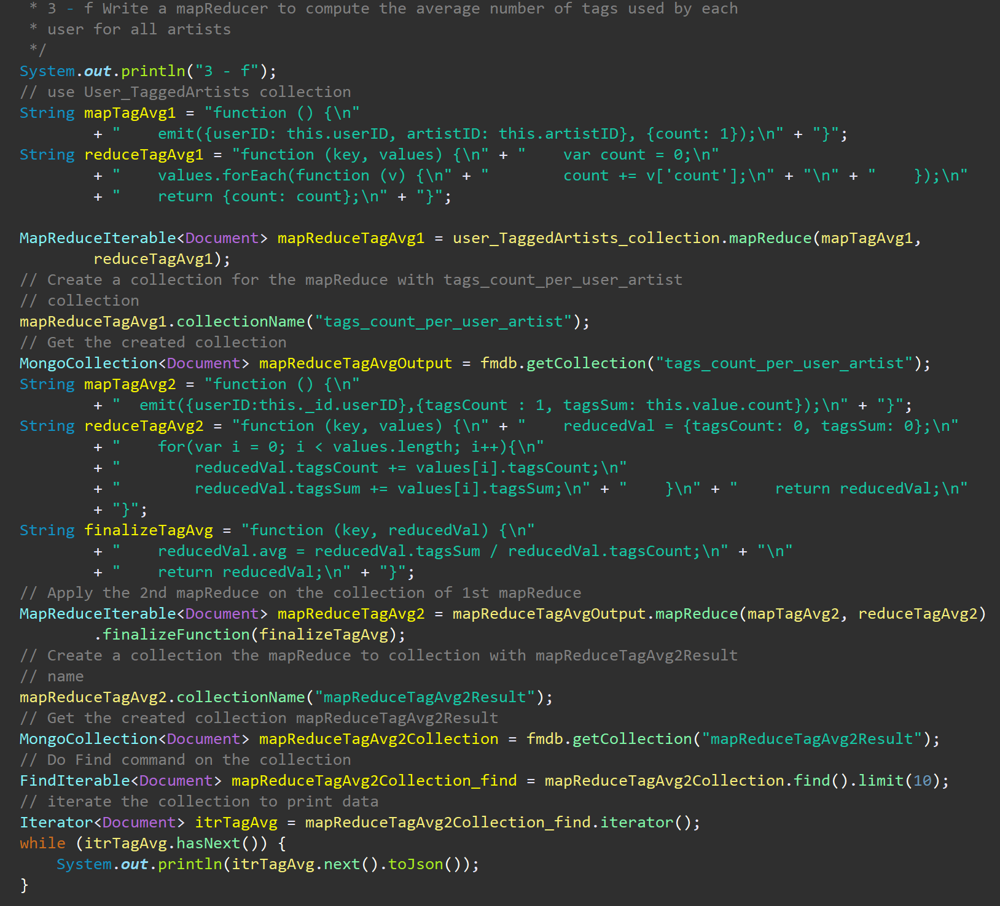 * 3 - f Write a mapReducer to compute the average number of tags used by each
* user for all artists
*/
System.out.println("3 - f");
// use User_TaggedArtists collection
String mapTagAvg1 = "function () {\n"
+ "    emit({userID: this.userID, artistID: this.artistID}, {count: 1});\n" + "}";
String reduceTagAvg1 = "function (key, values) {\n" + "    var count = 0;\n"
+ "    values.forEach(function (v) {\n" + "        count += v['count'];\n" + "\n" + "    });\n"
+ "    return {count: count};\n" + "}";
MapReduceIterable<Document> mapReduceTagAvg1 = user_TaggedArtists_collection.mapReduce(mapTagAvg1,
reduceTagAvg1);
// Create a collection for the mapReduce with tags_count_per_user_artist
// collection
mapReduceTagAvg1.collectionName("tags_count_per_user_artist");
// Get the created collection
MongoCollection<Document> mapReduceTagAvgOutput = fmdb.getCollection("tags_count_per_user_artist");
String mapTagAvg2 = "function () {\n"
+ "  emit({userID:this._id.userID},{tagsCount : 1, tagsSum: this.value.count});\n" + "}";
String reduceTagAvg2 = "function (key, values) {\n" + "    reducedVal = {tagsCount: 0, tagsSum: 0};\n"
+ "    for(var i = 0; i < values.length; i++){\n"
+ "        reducedVal.tagsCount += values[i].tagsCount;\n"
+ "        reducedVal.tagsSum += values[i].tagsSum;\n" + "    }\n" + "    return reducedVal;\n"
+ "}";
String finalizeTagAvg = "function (key, reducedVal) {\n"
+ "    reducedVal.avg = reducedVal.tagsSum / reducedVal.tagsCount;\n" + "\n"
+ "    return reducedVal;\n" + "}";
// Apply the 2nd mapReduce on the collection of 1st mapReduce
MapReduceIterable<Document> mapReduceTagAvg2 = mapReduceTagAvgOutput.mapReduce(mapTagAvg2, reduceTagAvg2)
.finalizeFunction(finalizeTagAvg);
// Create a collection the mapReduce to collection with mapReduceTagAvg2Result
// name
mapReduceTagAvg2.collectionName("mapReduceTagAvg2Result");
// Get the created collection mapReduceTagAvg2Result
MongoCollection<Document> mapReduceTagAvg2Collection = fmdb.getCollection("mapReduceTagAvg2Result");
// Do Find command on the collection
FindIterable<Document> mapReduceTagAvg2Collection_find = mapReduceTagAvg2Collection.find().limit(10);
// iterate the collection to print data
Iterator<Document> itrTagAvg = mapReduceTagAvg2Collection_find.iterator();
while (itrTagAvg.hasNext()) {
System.out.println(itrTagAvg.next().toJson());
}